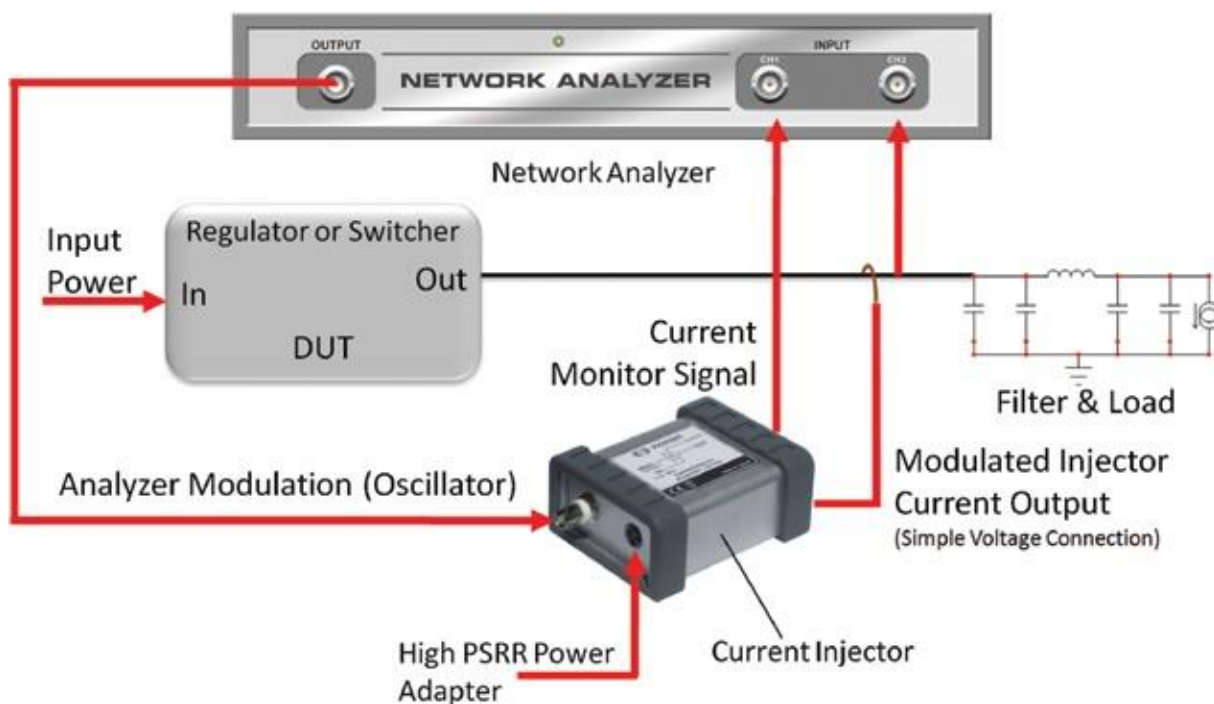 OUTPUT
INPUT
CH1
CH2
NETWORK ANALYZER
Network Analyzer
Input
Power
Regulator or Switcher
In
Out
DUT
Current
Monitor Signal
Filter & Load
Analyzer Modulation (Oscillator)
Modulated Injector
Current Output
(Simple Voltage Connection)
High PSRR Power
Adapter
Current Injector